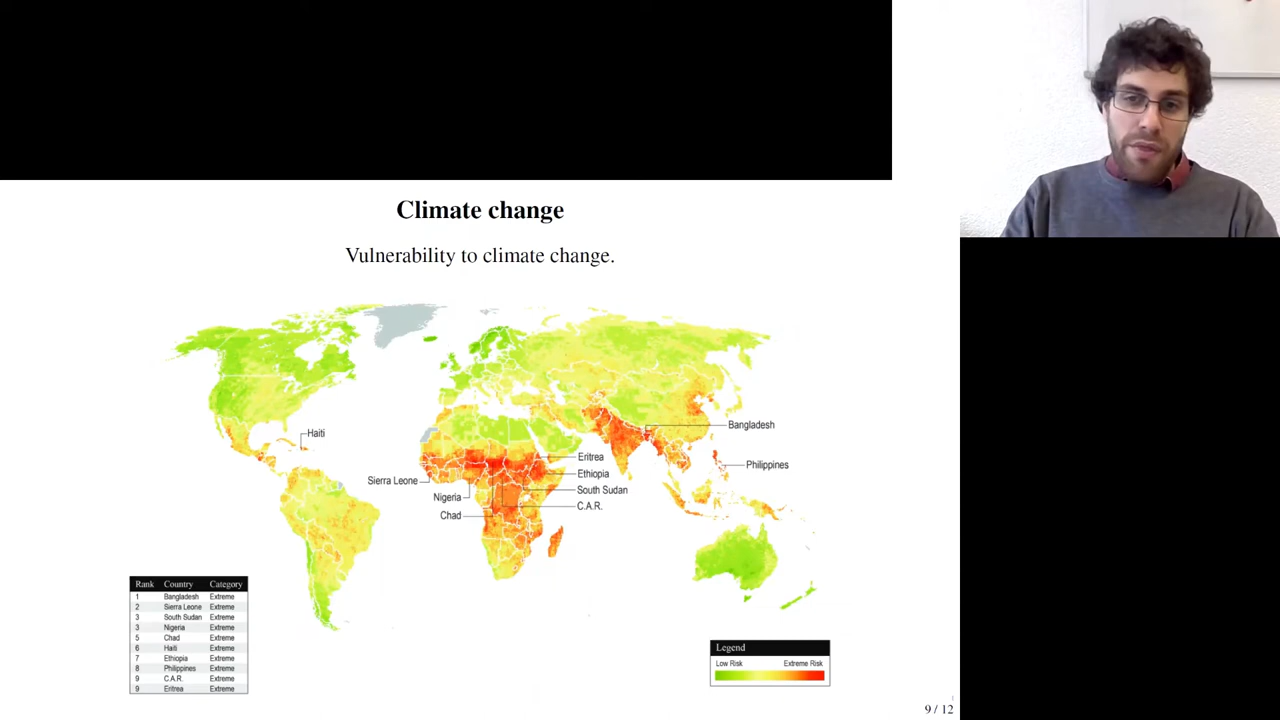 Climate change
Vulnerability to climate change.
Haiti
Bangladesh
Eritrea
Philippines
Ethiopia
Sierra Leone
South Sudan
Nigeria
C.A.R.
Chad
Rank Country Category
1 Bangladesh Extreme
2 Sierra Leone Extreme
3 South Sudan Extreme
3 Nigeria Extreme
5 Chad Extreme
6 Haiti Extreme
7 Ethiopia Extreme
8 Philippines Extreme
9 C.A.R. Extreme
9 Eritrea Extreme
Legend
Low Risk Extreme Risk
9 / 12